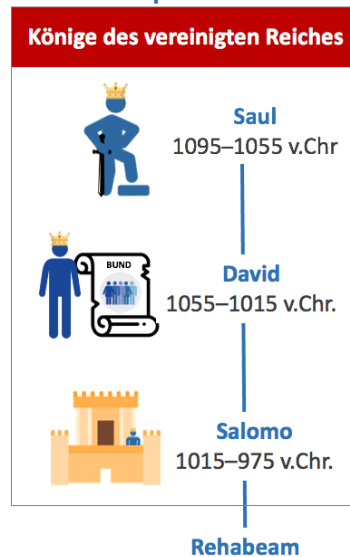 Könige des vereinigten Reiches
Saul
1095–1055 v.Chr
BUND
David
1055–1015 v.Chr.
Salomo
1015–975 v.Chr.
Rehabeam